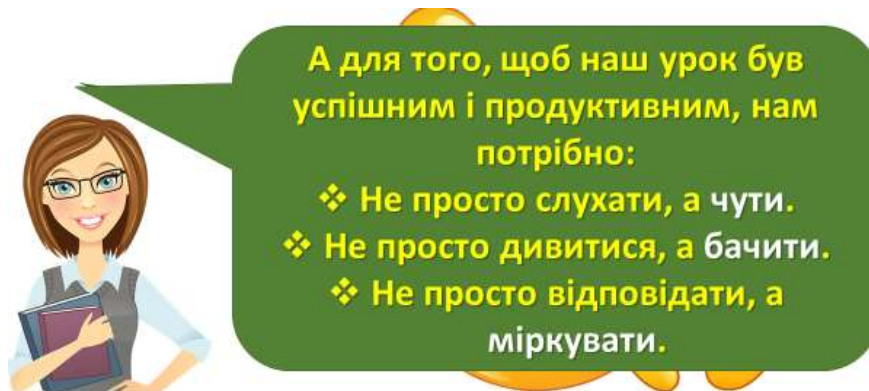 А для того, щоб наш урок був
успішним і продуктивним, нам
потрібно:
❖ Не просто слухати, а чути.
❖ Не просто дивитися, а бачити.
❖ Не просто відповідати, а
міркувати.